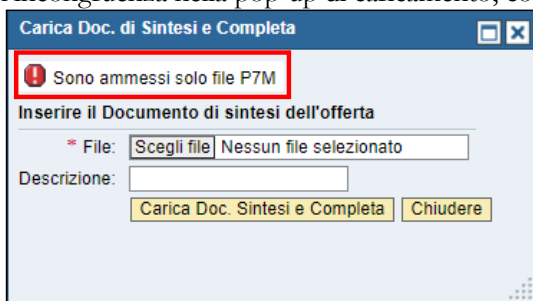 Carica Doc. di Sintesi e Completa
Sono ammessi solo file P7M
Inserire il Documento di sintesi dell'offerta
* File: Scegli file Nessun file selezionato
Descrizione:
Carica Doc. Sintesi e Completa Chiudere